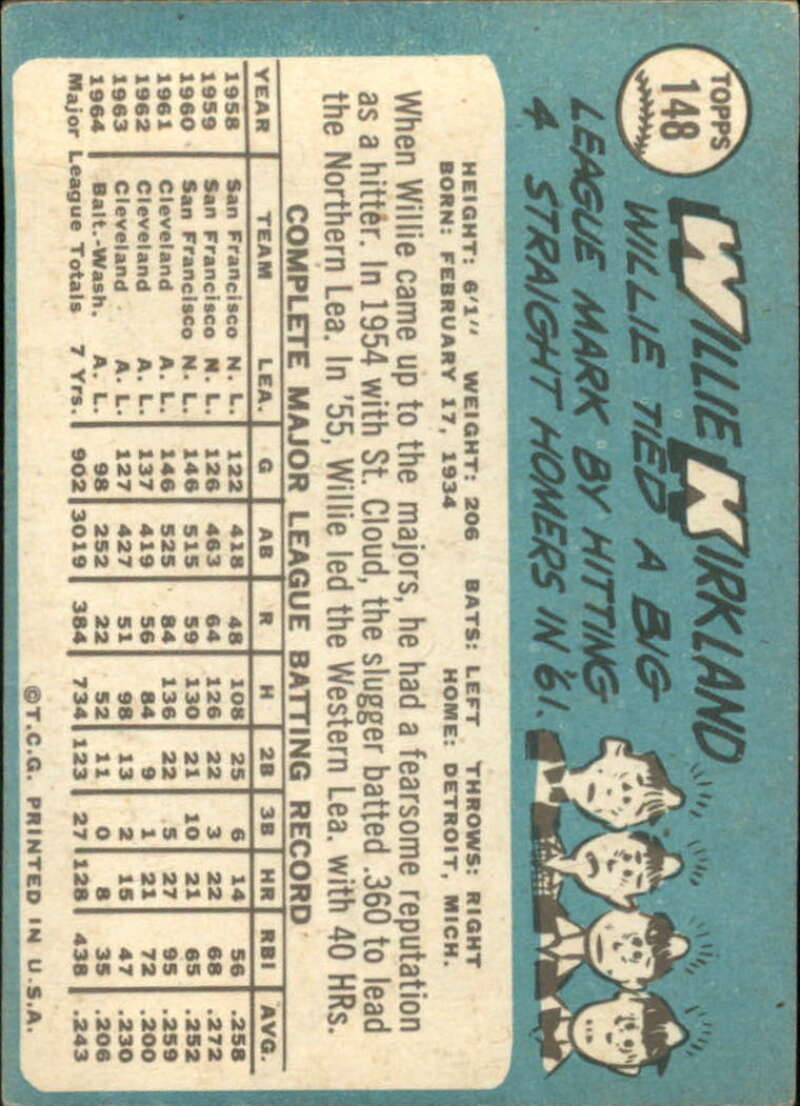 TOPPS
148
WILLIE KIRKLAND
WILLIE TIED A BIG
LEAGUE MARK BY HITTING
4 STRAIGHT HOMERS IN '61.
HEIGHT: 6'1" WEIGHT: 206 BATS: LEFT THROWS: RIGHT
BORN: FEBRUARY 17, 1934 HOME: DETROIT, MICH.
When Willie came up to the majors, he had a fearsome reputation
as a hitter. In 1954 with St. Cloud, the slugger batted .360 to lead
the Northern Lea. In '55, Willie led the Western Lea. with 40 HRs.
COMPLETE MAJOR LEAGUE BATTING RECORD
YEAR TEAM LEA. G AB R H 2B 3B HR RBI AVG.
1958 San Francisco N. L. 122 418 48 108 25 6 14 56 .258
1959 San Francisco N. L. 126 463 64 126 22 3 22 68 .272
1960 San Francisco N. L. 146 515 59 130 21 10 21 65 .252
1961 Cleveland A. L. 146 525 84 136 22 5 27 95 .259
1962 Cleveland A. L. 137 419 56 84 9 1 21 72 .200
1963 Cleveland A. L. 127 427 51 98 13 2 15 47 .230
1964 Balt.-Wash. A. L. 98 252 22 52 11 0 8 35 .206
Major League Totals 7 Yrs. 902 3019 384 734 123 27 128 438 .243
©T.C.G. PRINTED IN U.S.A.